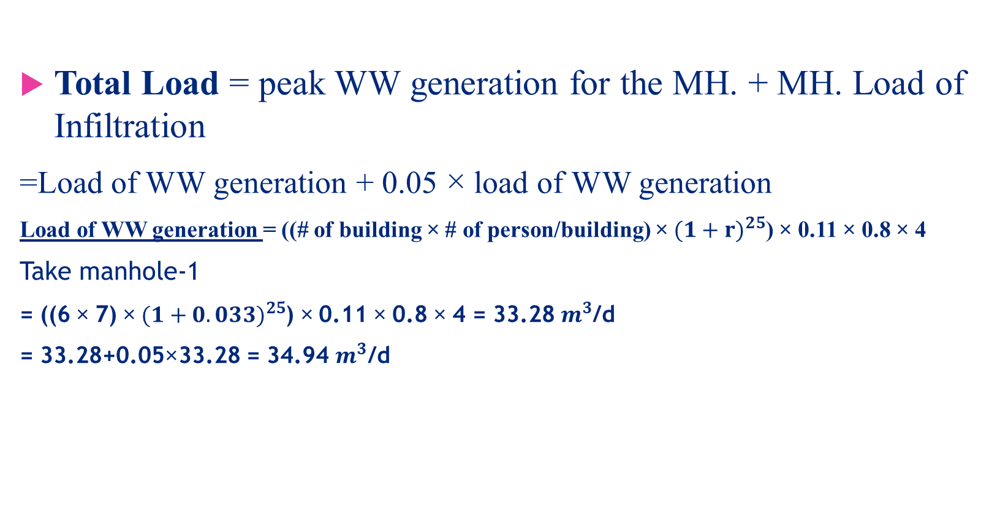 Total Load = peak WW generation for the MH. + MH. Load of
Infiltration
=Load of WW generation + 0.05 × load of WW generation
Load of WW generation = ((# of building × # of person/building) × (1 + r)²⁵) × 0.11 × 0.8 × 4
Take manhole-1
= ((6 × 7) × (1 + 0.033)²⁵) × 0.11 × 0.8 × 4 = 33.28 m³/d
= 33.28+0.05×33.28 = 34.94 m³/d